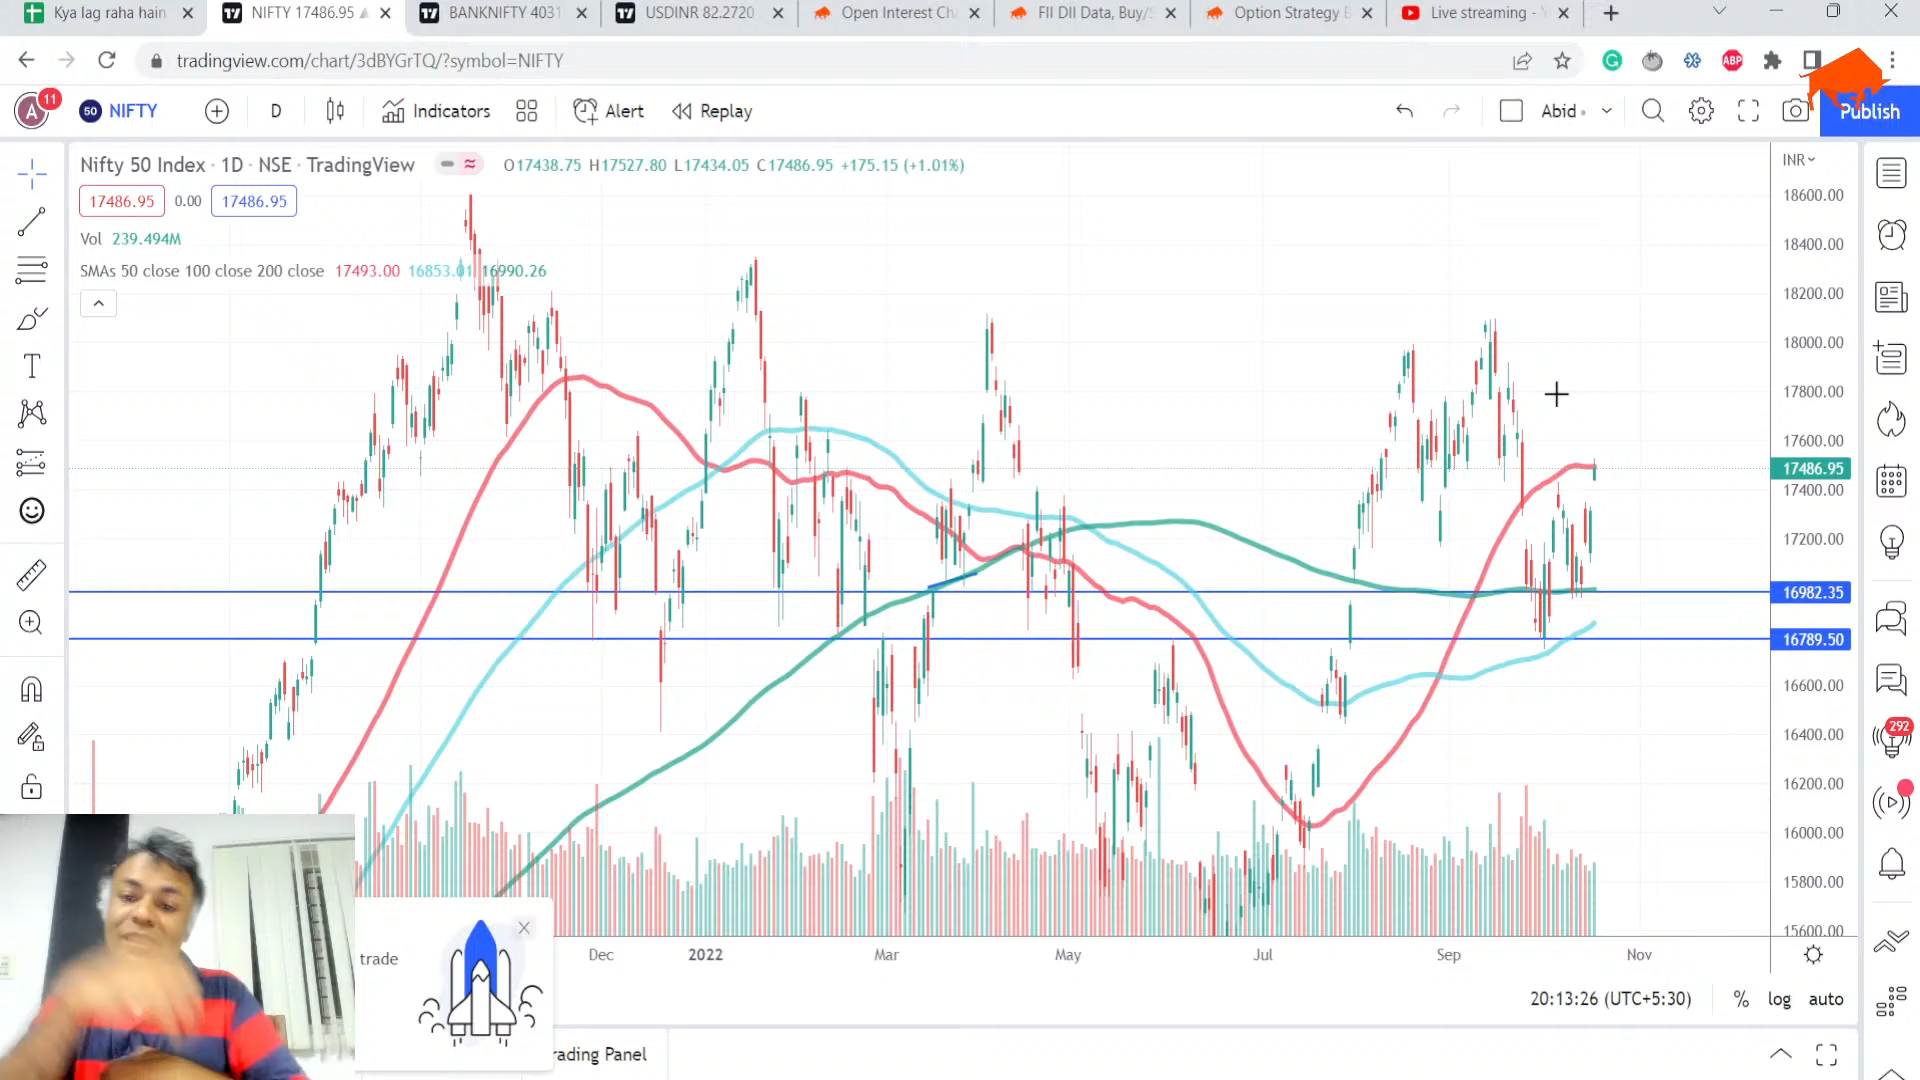 Kya lag raha hain
NIFTY 17486.95
BANKNIFTY 4031
USDINR 82.2720
Open Interest Ch
FII DII Data, Buy/
Option Strategy B
Live streaming -
tradingview.com/chart/3dBYGrTQ/?symbol=NIFTY
ABP
A 11
50 NIFTY
D
Indicators
Alert
Replay
Abid
Publish
Nifty 50 Index · 1D · NSE · TradingView
O17438.75 H17527.80 L17434.05 C17486.95 +175.15 (+1.01%)
INR
17486.95 0.00 17486.95
Vol 239.494M
SMAs 50 close 100 close 200 close 17493.00 16853.01 16990.26
18600.00
18400.00
18200.00
18000.00
17800.00
17600.00
17486.95
17400.00
17200.00
16982.35
16789.50
16600.00
16400.00
16200.00
16000.00
15800.00
15600.00
292
Dec 2022 Mar May Jul Sep Nov
trade
20:13:26 (UTC+5:30) % log auto
rading Panel